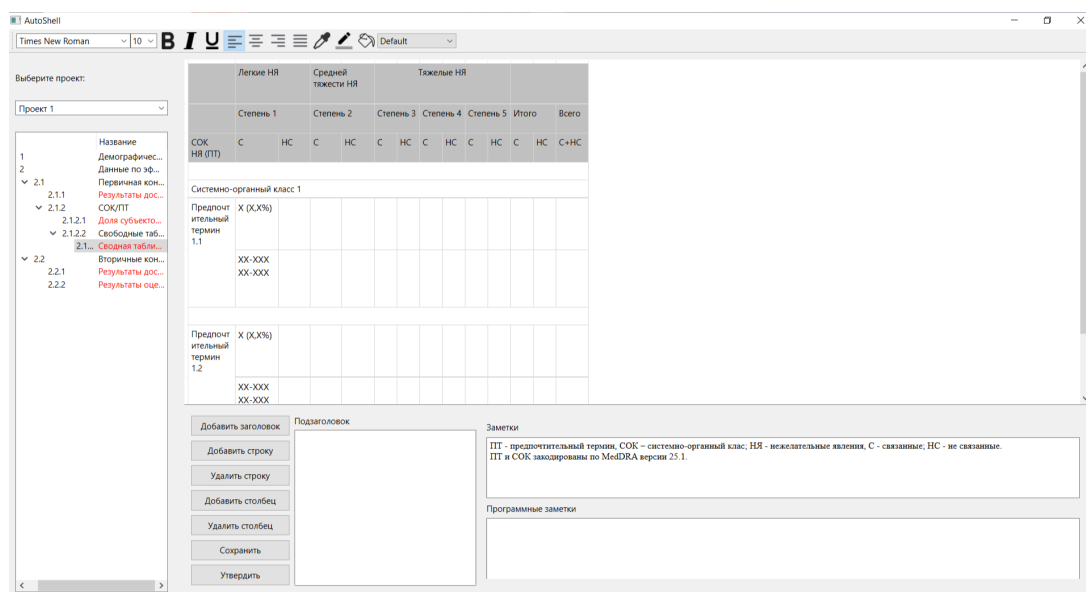 AutoShell
Times New Roman 10 B I U Default
Выберите проект:
Проект 1
Название
1 Демографичес...
2 Данные по эф...
2.1 Первичная кон...
2.1.1 Результаты дос...
2.1.2 СОК/ПТ
2.1.2.1 Доля субъекто...
2.1.2.2 Свободные таб...
2.1... Сводная табли...
2.2 Вторичные кон...
2.2.1 Результаты дос...
2.2.2 Результаты оце...
Легкие НЯ Средней тяжести НЯ Тяжелые НЯ
Степень 1 Степень 2 Степень 3 Степень 4 Степень 5 Итого Всего
СОК НЯ (ПТ) С НС С НС С НС С НС С НС С НС С+НС
Системно-органный класс 1
Предпочт X (X,X%)
ительный
термин
1.1
XX-XXX
XX-XXX
Предпочт X (X,X%)
ительный
термин
1.2
XX-XXX
XX-XXX
Добавить заголовок
Добавить строку
Удалить строку
Добавить столбец
Удалить столбец
Сохранить
Утвердить
Подзаголовок
Заметки
ПТ - предпочтительный термин, СОК – системно-органный клас; НЯ - нежелательные явления, С - связанные; НС - не связанные.
ПТ и СОК закодированы по MedDRA версии 25.1.
Программные заметки